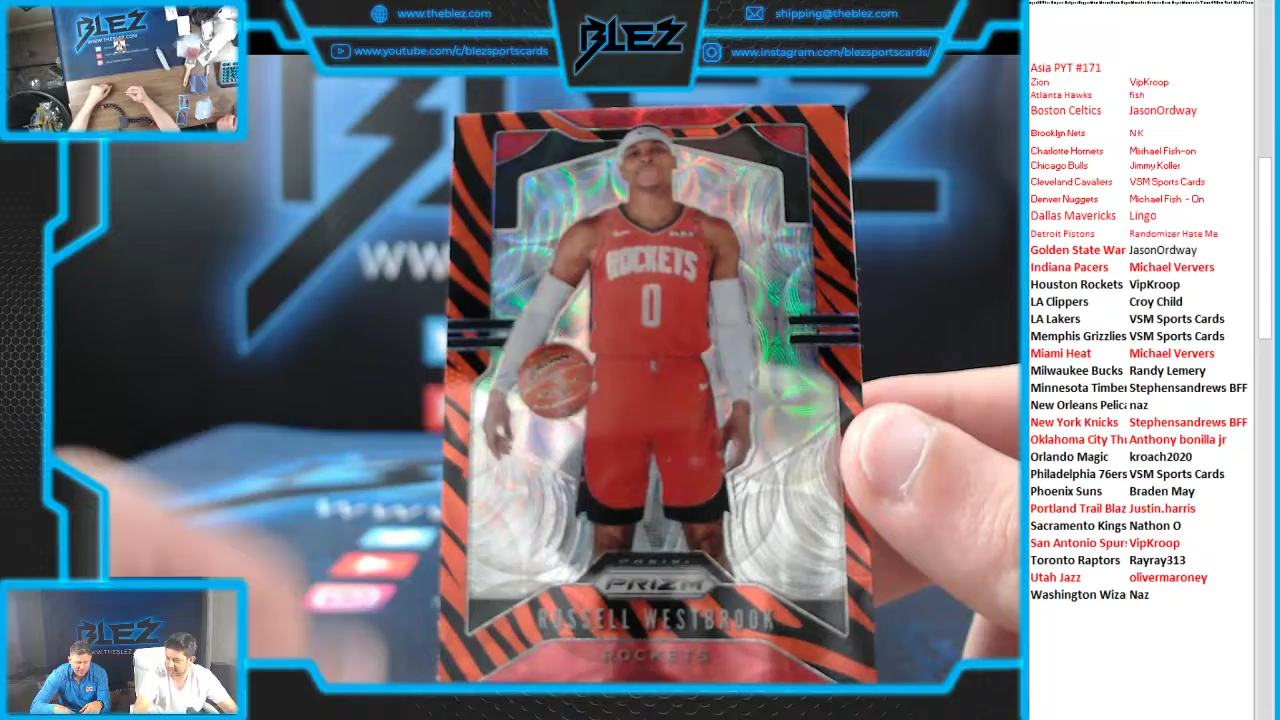 www.theblez.com
shipping@theblez.com
www.youtube.com/c/blezsportscards
BLEZ
www.instagram.com/blezsportscards/
ROCKETS
0
PANINI
PRIZM
RUSSELL WESTBROOK
ROCKETS
BLEZ
WWW.THEBLEZ.COM
Asia PYT #171
Zion VipKroop
Atlanta Hawks fish
Boston Celtics JasonOrdway
Brooklyn Nets N K
Charlotte Hornets Michael Fish-on
Chicago Bulls Jimmy Koller
Cleveland Cavaliers VSM Sports Cards
Denver Nuggets Michael Fish - On
Dallas Mavericks Lingo
Detroit Pistons Randomizer Hate Me
Golden State War JasonOrdway
Indiana Pacers Michael Ververs
Houston Rockets VipKroop
LA Clippers Croy Child
LA Lakers VSM Sports Cards
Memphis Grizzlies VSM Sports Cards
Miami Heat Michael Ververs
Milwaukee Bucks Randy Lemery
Minnesota Timber Stephensandrews BFF
New Orleans Pelica naz
New York Knicks Stephensandrews BFF
Oklahoma City Thu Anthony bonilla jr
Orlando Magic kroach2020
Philadelphia 76ers VSM Sports Cards
Phoenix Suns Braden May
Portland Trail Blaz Justin.harris
Sacramento Kings Nathon O
San Antonio Spurs VipKroop
Toronto Raptors Rayray313
Utah Jazz olivermaroney
Washington Wiza Naz